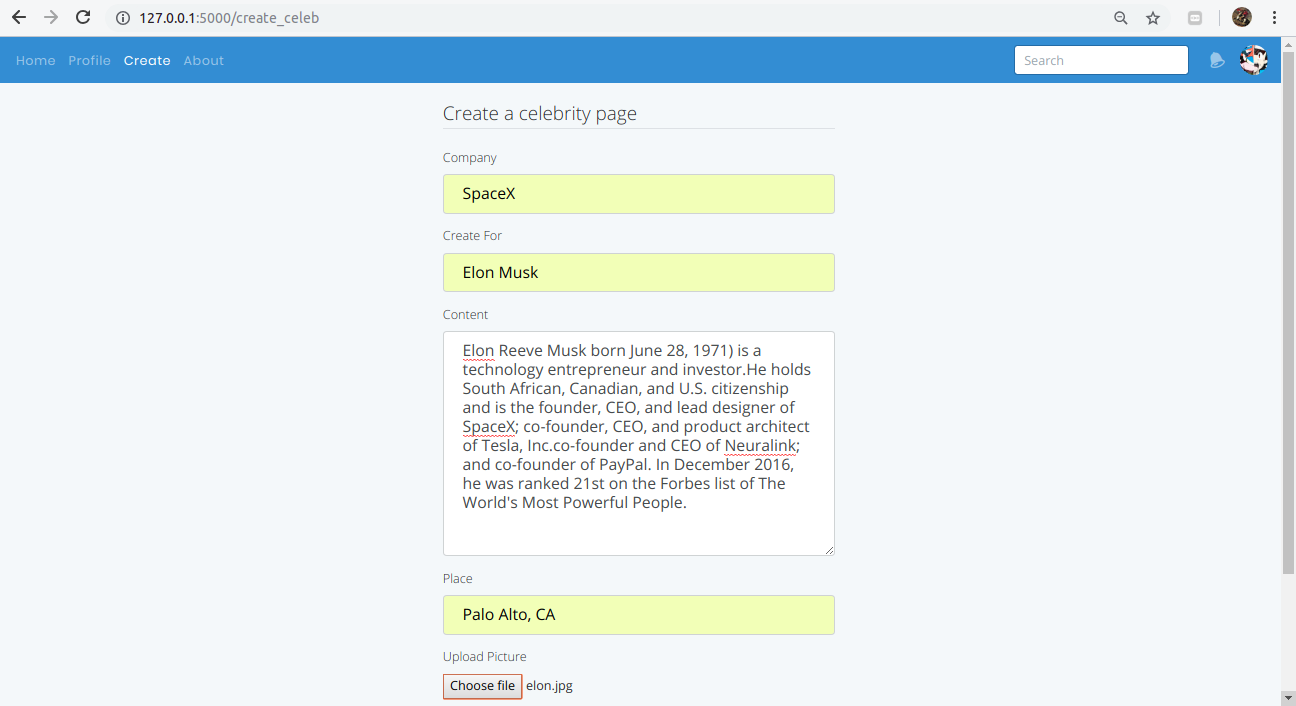 127.0.0.1:5000/create_celeb
Home Profile Create About Search
Create a celebrity page
Company
SpaceX
Create For
Elon Musk
Content
Elon Reeve Musk born June 28, 1971) is a
technology entrepreneur and investor.He holds
South African, Canadian, and U.S. citizenship
and is the founder, CEO, and lead designer of
SpaceX; co-founder, CEO, and product architect
of Tesla, Inc.co-founder and CEO of Neuralink;
and co-founder of PayPal. In December 2016,
he was ranked 21st on the Forbes list of The
World's Most Powerful People.
Place
Palo Alto, CA
Upload Picture
Choose file elon.jpg